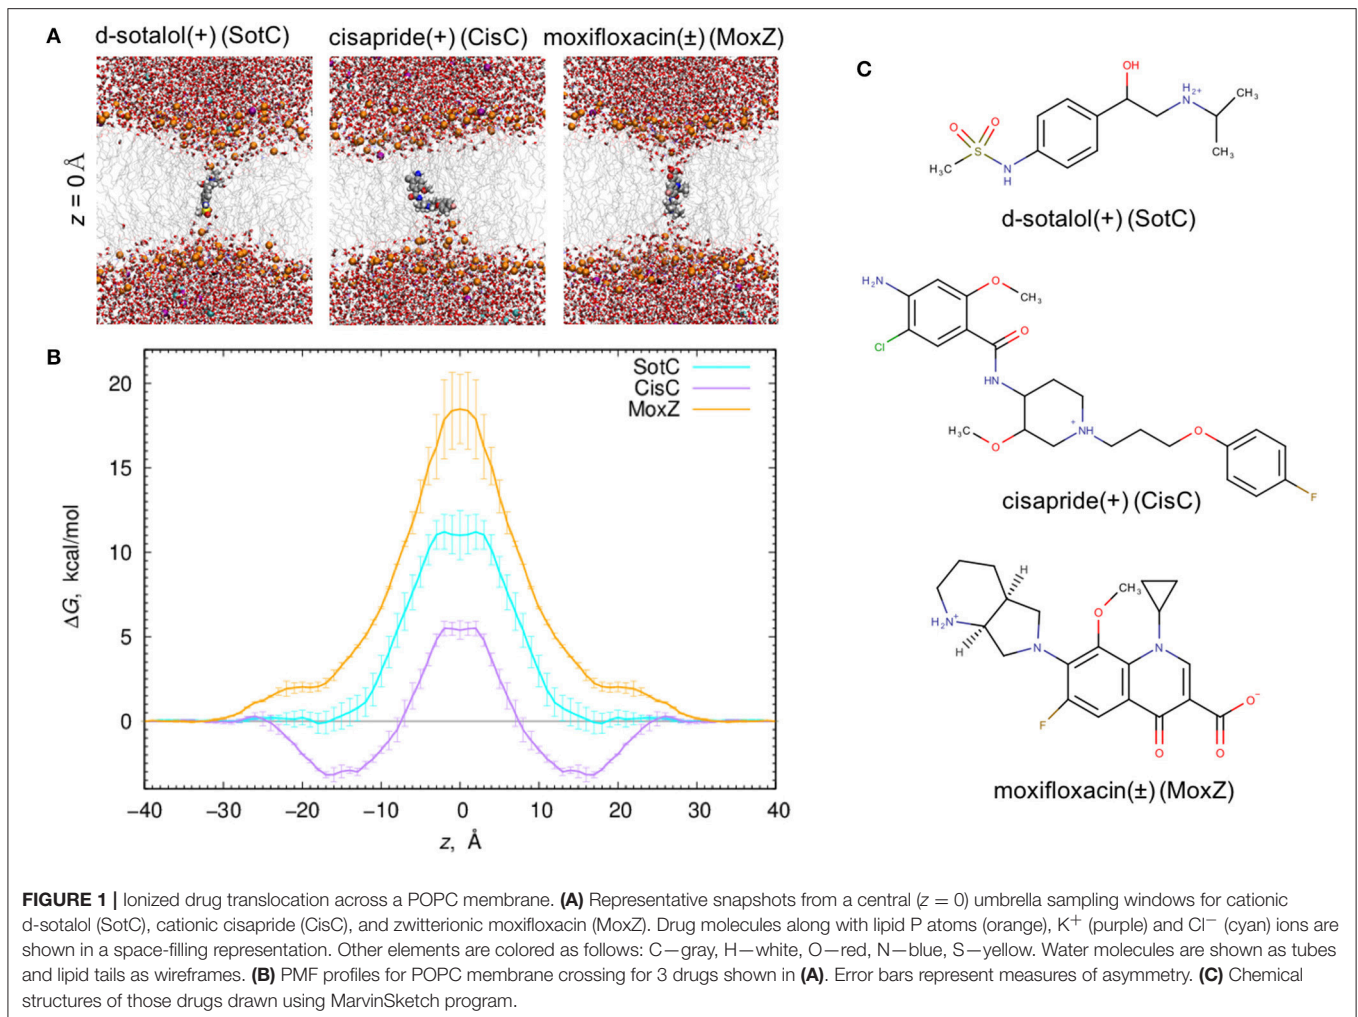 A
d-sotalol(+) (SotC)
cisapride(+) (CisC)
moxifloxacin(±) (MoxZ)
z = 0 Å
B
SotC
CisC
MoxZ
20
15
10
5
0
ΔG, kcal/mol
−40
−30
−20
−10
0
10
20
30
40
z, Å
C
OH
H2+
N
CH3
CH3
O
O
S
H3C
NH
d-sotalol(+) (SotC)
H2N
O
CH3
Cl
O
HN
H3C
O
+
NH
O
F
cisapride(+) (CisC)
H
H2N+
H
N
O
CH3
N
F
O
O
O−
moxifloxacin(±) (MoxZ)
FIGURE 1 | Ionized drug translocation across a POPC membrane. (A) Representative snapshots from a central (z = 0) umbrella sampling windows for cationic
d-sotalol (SotC), cationic cisapride (CisC), and zwitterionic moxifloxacin (MoxZ). Drug molecules along with lipid P atoms (orange), K+ (purple) and Cl− (cyan) ions are
shown in a space-filling representation. Other elements are colored as follows: C—gray, H—white, O—red, N—blue, S—yellow. Water molecules are shown as tubes
and lipid tails as wireframes. (B) PMF profiles for POPC membrane crossing for 3 drugs shown in (A). Error bars represent measures of asymmetry. (C) Chemical
structures of those drugs drawn using MarvinSketch program.